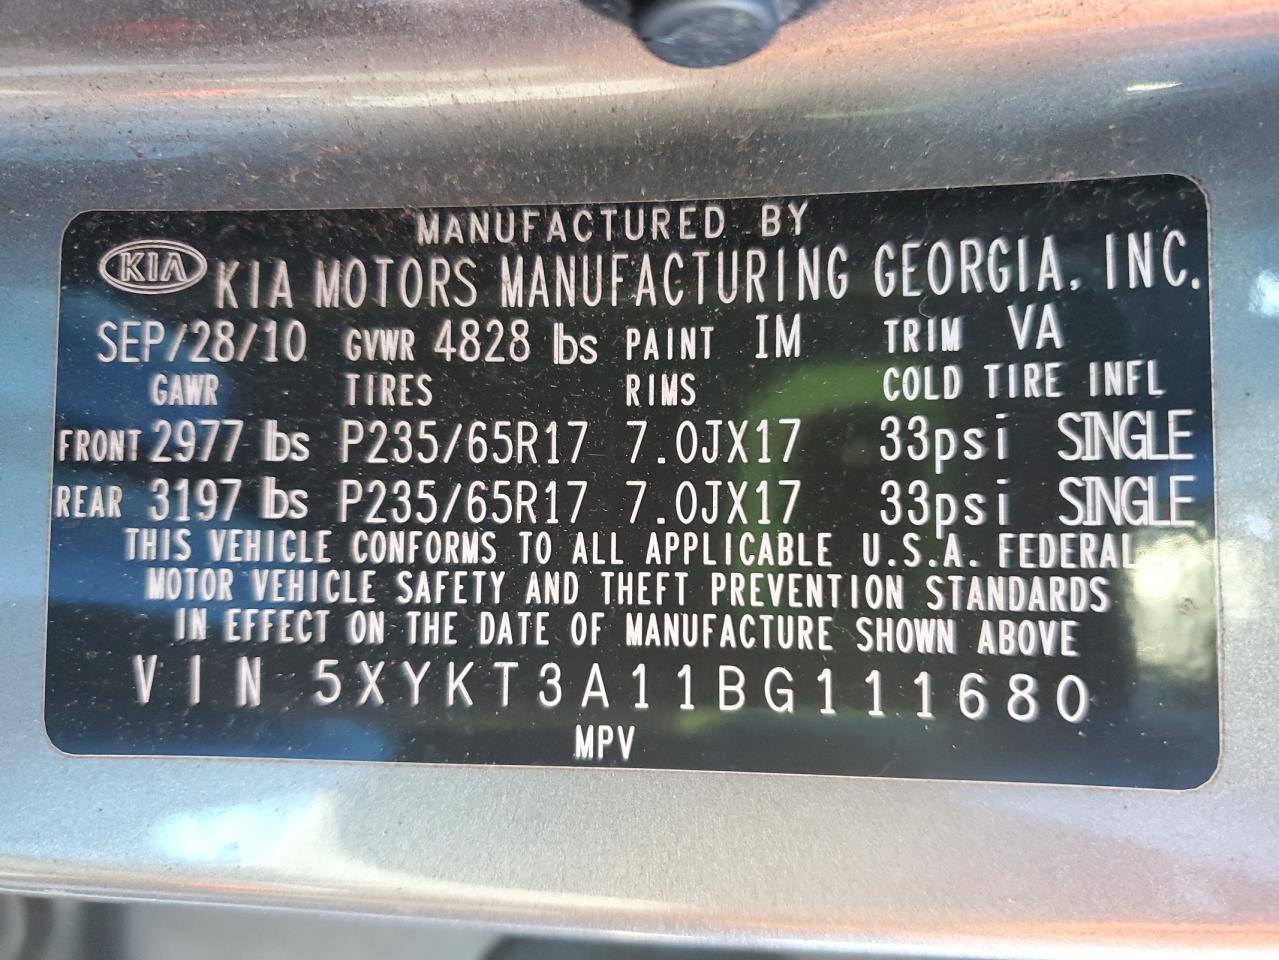 MANUFACTURED BY
KIA KIA MOTORS MANUFACTURING GEORGIA, INC.
SEP/28/10 GVWR 4828 lbs PAINT IM TRIM VA
GAWR TIRES RIMS COLD TIRE INFL
FRONT 2977 lbs P235/65R17 7.0JX17 33psi SINGLE
REAR 3197 lbs P235/65R17 7.0JX17 33psi SINGLE
THIS VEHICLE CONFORMS TO ALL APPLICABLE U.S.A. FEDERAL
MOTOR VEHICLE SAFETY AND THEFT PREVENTION STANDARDS
IN EFFECT ON THE DATE OF MANUFACTURE SHOWN ABOVE
VIN 5XYKT3A11BG111680
MPV